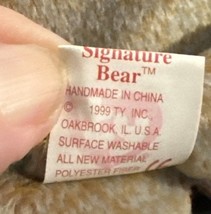 Signature
Bear™
HANDMADE IN CHINA
© 1999 TY, INC.,
OAKBROOK, IL. U.S.A.
SURFACE WASHABLE
ALL NEW MATERIAL
POLYESTER FIBER